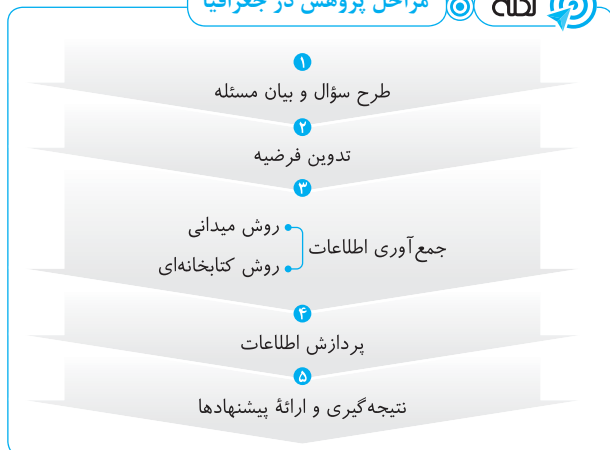 مراحل پژوهش در جغرافیا
۱
طرح سؤال و بیان مسئله
۲
تدوین فرضیه
۳
جمع‌آوری اطلاعات
روش میدانی
روش کتابخانه‌ای
۴
پردازش اطلاعات
۵
نتیجه‌گیری و ارائهٔ پیشنهادها